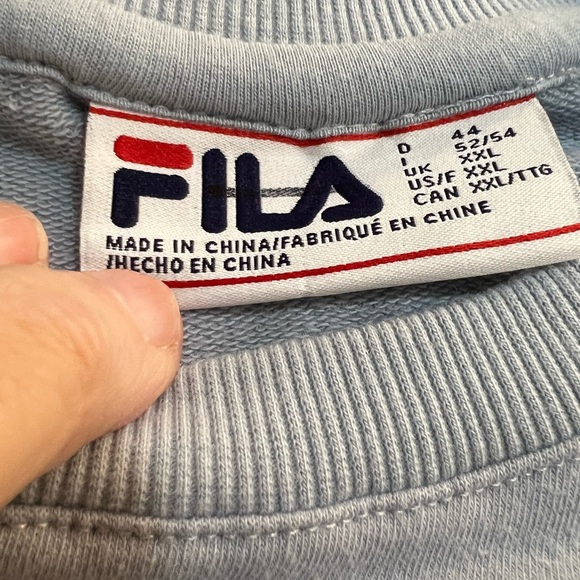 FILA
MADE IN CHINA/FABRIQUÉ EN CHINE
/HECHO EN CHINA
D 44
I 52/54
UK XXL
US/F XXL
CAN XXL/TTG